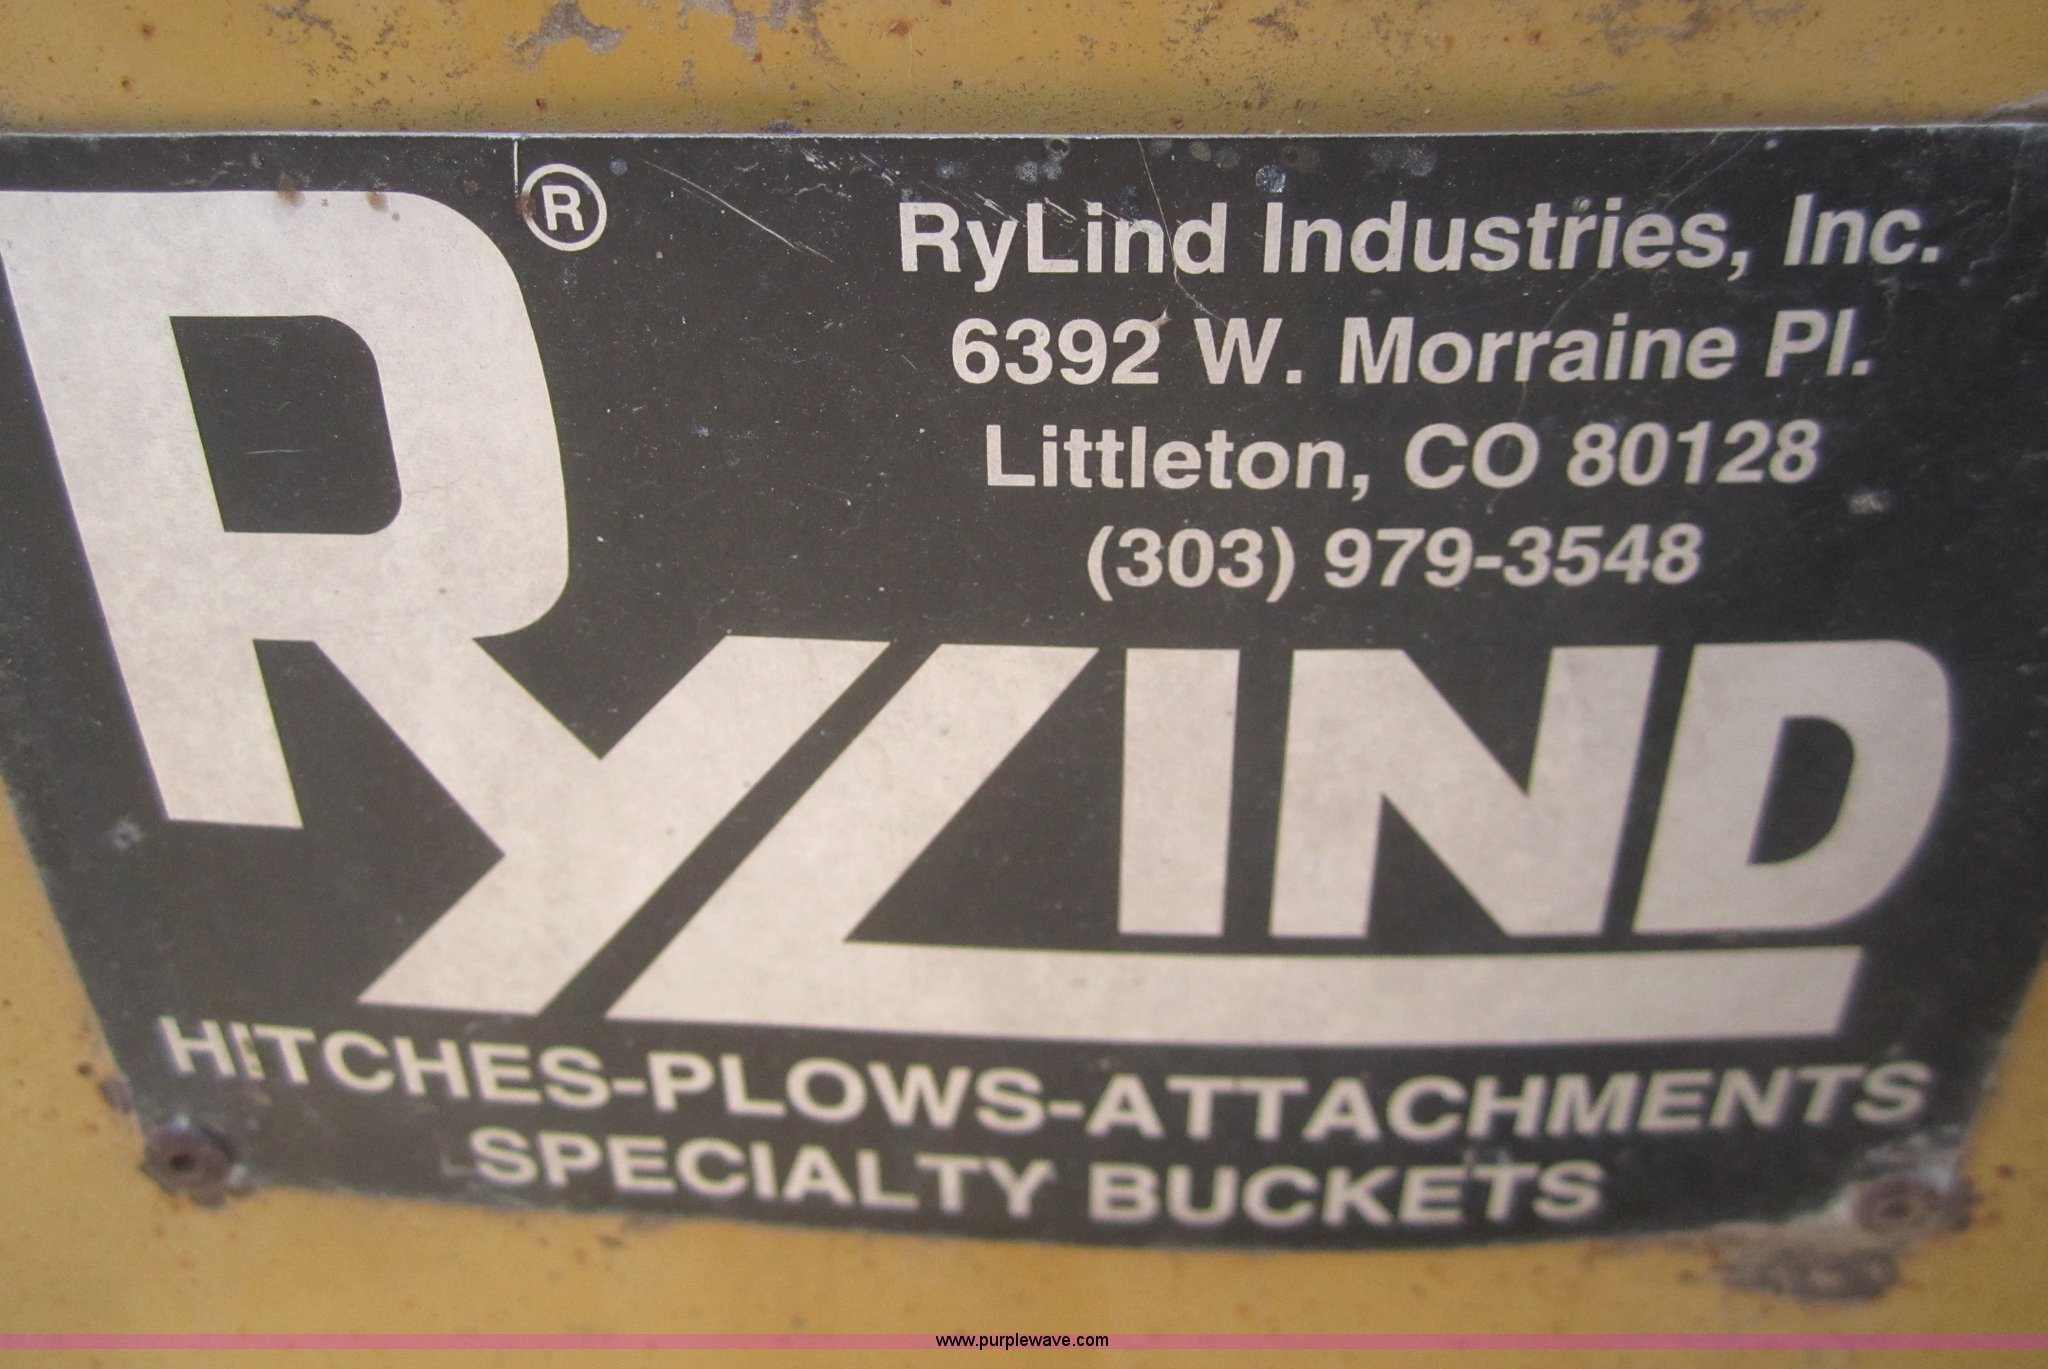 ®
RyLind Industries, Inc.
6392 W. Morraine Pl.
Littleton, CO 80128
(303) 979-3548
RYLIND
HITCHES-PLOWS-ATTACHMENTS
SPECIALTY BUCKETS
www.purplewave.com